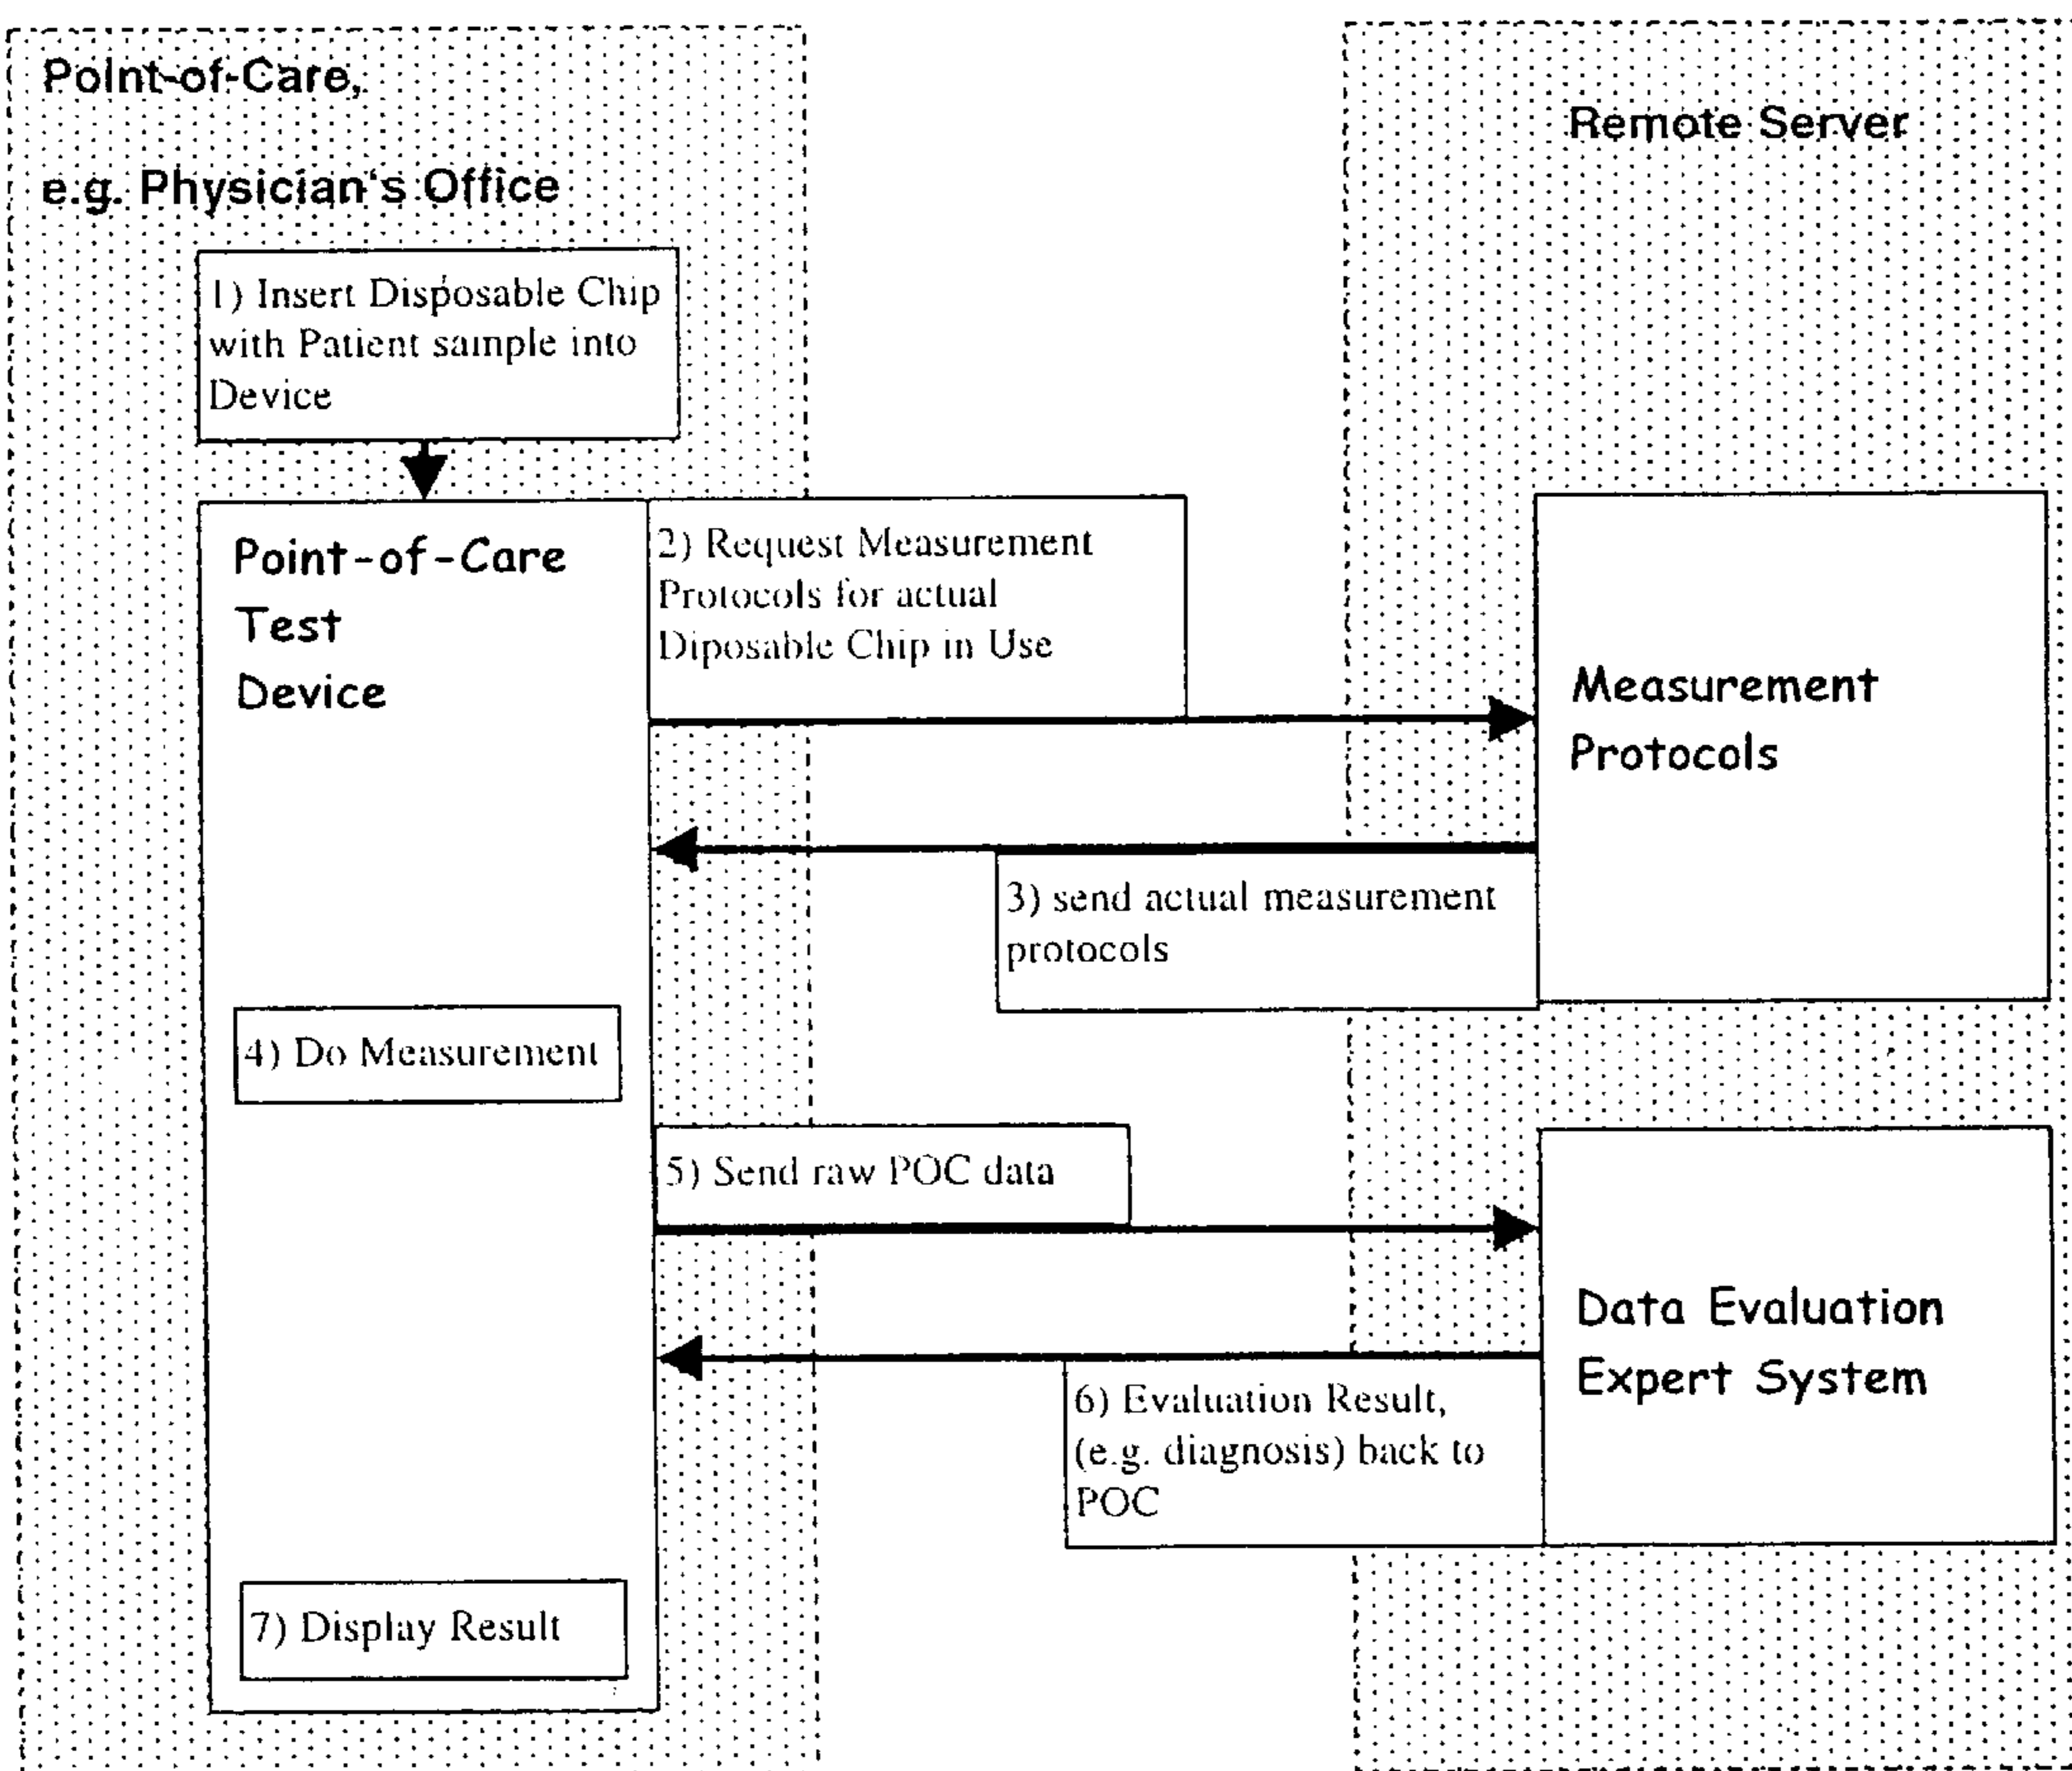 Point-of-Care,
e.g. Physician's Office
Remote Server
1) Insert Disposable Chip
with Patient sample into
Device
Point-of-Care
Test
Device
2) Request Measurement
Protocols for actual
Diposable Chip in Use
Measurement
Protocols
3) send actual measurement
protocols
4) Do Measurement
5) Send raw POC data
Data Evaluation
Expert System
6) Evaluation Result,
(e.g. diagnosis) back to
POC
7) Display Result